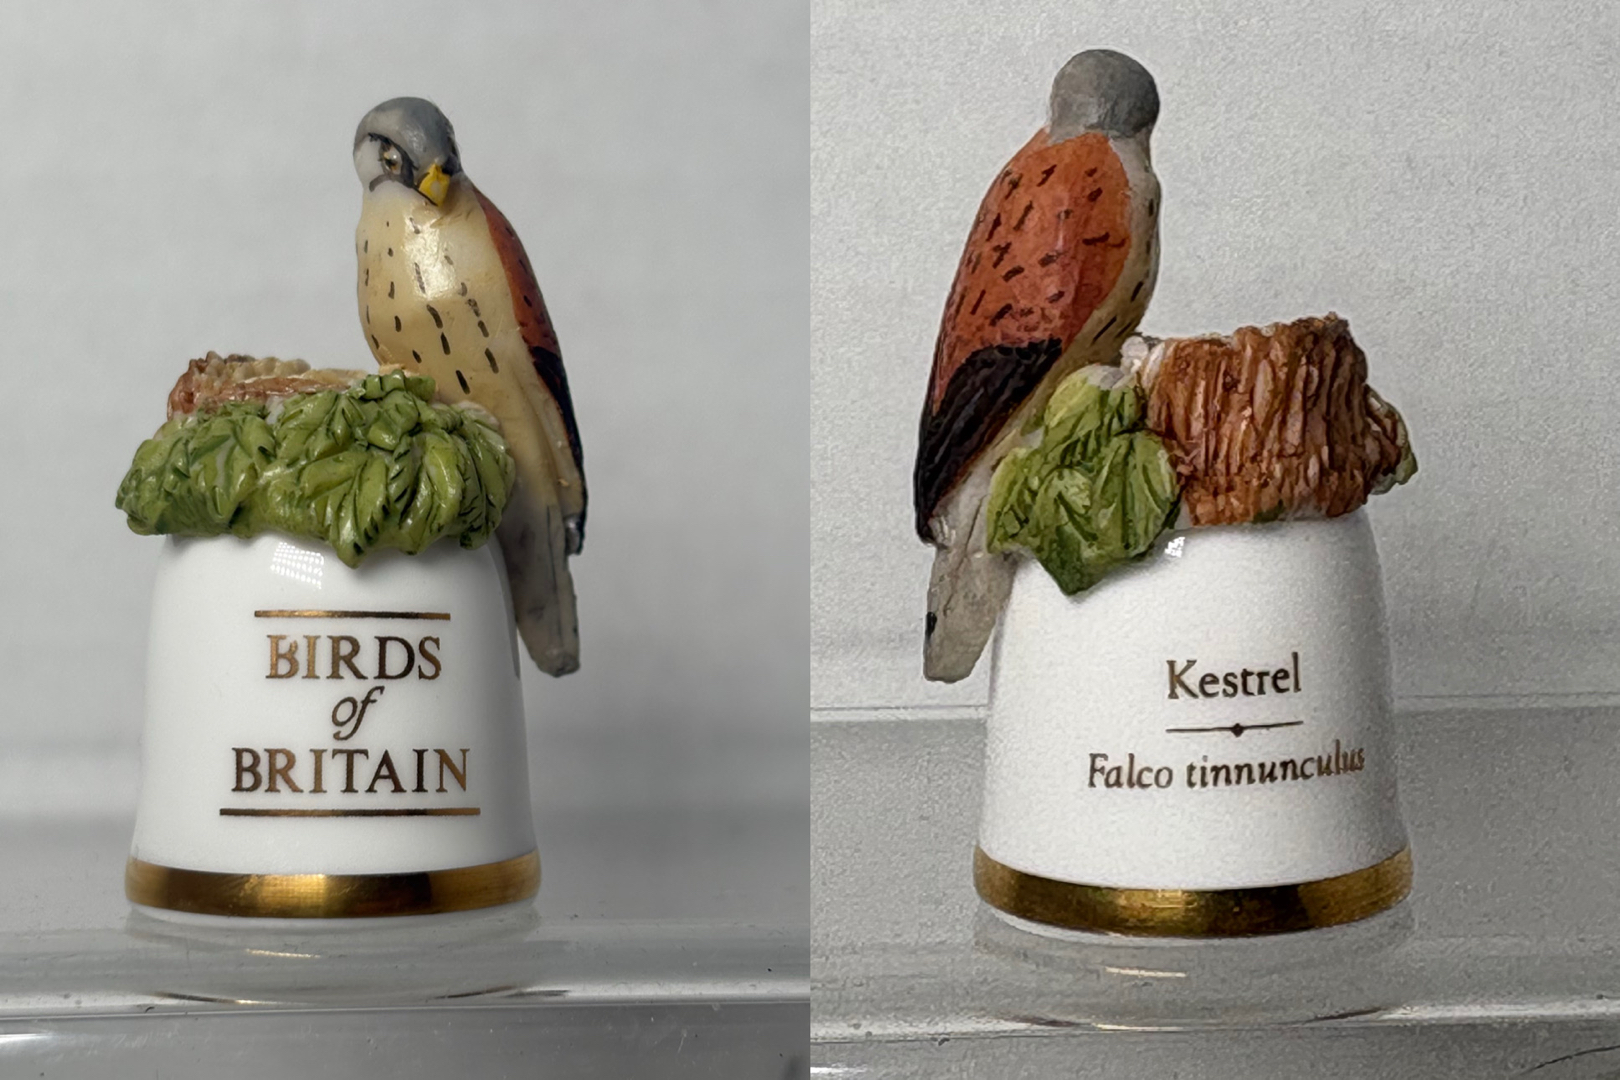 BIRDS
of
BRITAIN
Kestrel
Falco tinnunculus